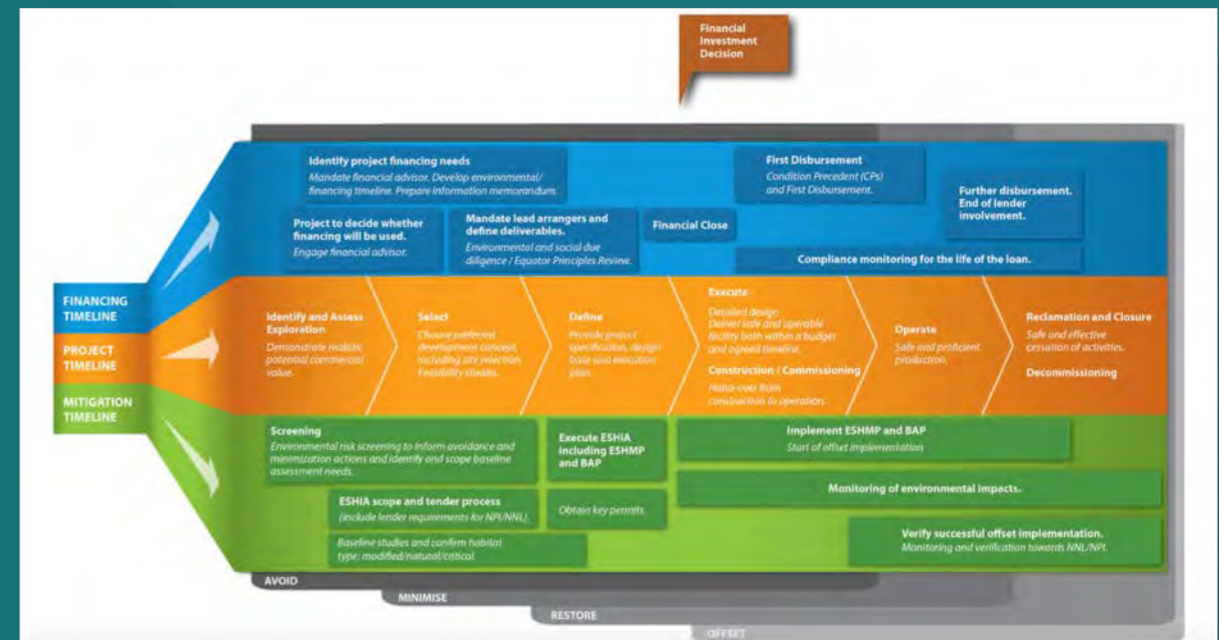 Financial
Investment
Decision
Identify project financing needs
Mandate financial advisor. Develop environmental/
financing timeline. Prepare information memorandum.
First Disbursement
Condition Precedent (CPs)
and First Disbursement.
Further disbursement.
End of lender
involvement.
Project to decide whether
financing will be used.
Engage financial advisor.
Mandate lead arrangers and
define deliverables.
Environmental and social due
diligence / Equator Principles Review.
Financial Close
Compliance monitoring for the life of the loan.
FINANCING
TIMELINE
PROJECT
TIMELINE
MITIGATION
TIMELINE
Identify and Assess
Exploration
Demonstrate realistic
potential commercial
value.
Select
Choose preferred
development concept,
including site selection.
Feasibility studies.
Define
Provide project
specification, design
base and execution
plan.
Execute
Detailed design
Deliver safe and operable
facility both within a budget
and agreed timeline.
Construction / Commissioning
Hand-over from
construction to operation.
Operate
Safe and proficient
production.
Reclamation and Closure
Safe and effective
cessation of activities.
Decommissioning
Screening
Environmental risk screening to inform avoidance and
minimization actions and identify and scope baseline
assessment needs.
Execute ESHIA
including ESHMP
and BAP
Implement ESHMP and BAP
Start of offset implementation
ESHIA scope and tender process
(include lender requirements for NPI/NNL)
Obtain key permits.
Monitoring of environmental impacts.
Baseline studies and confirm habitat
type: modified/natural/critical.
Verify successful offset implementation.
Monitoring and verification towards NNL/NPI.
AVOID
MINIMISE
RESTORE
OFFSET